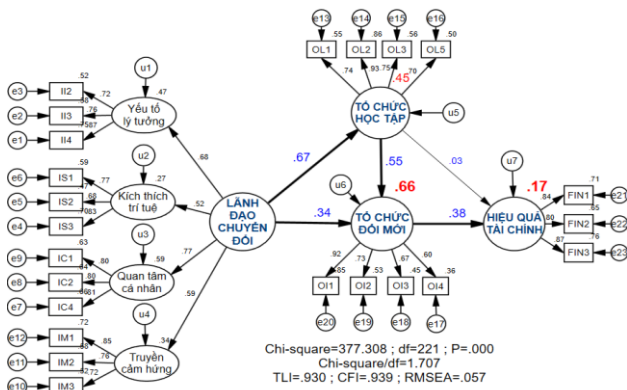 e13
e14
e15
e16
.55
.86
.56
.50
OL1
OL2
OL3
OL5
.74
.93
.75
.45
.70
TỔ CHỨC
HỌC TẬP
u5
u1
.52
e3
II2
.72
.47
e2
II3
.76
Yếu tố
lý tưởng
e1
II4
.68
u2
.59
e6
IS1
.77
.27
e5
IS2
.68
Kích thích
trí tuệ
e4
IS3
.52
u3
.63
e9
IC1
.80
.59
e8
IC2
.80
Quan tâm
cá nhân
e7
IC4
.77
u4
.72
e12
IM1
.85
.34
e11
IM2
.76
Truyền
cảm hứng
e10
IM3
.72
.59
LÃNH
ĐẠO
CHUYỂN
ĐỔI
.67
.55
.03
.34
u6
.66
TỔ CHỨC
ĐỔI MỚI
.38
u7
.17
HIỆU QUẢ
TÀI CHÍNH
.71
.84
FIN1
e21
.65
.80
FIN2
e22
.76
.87
FIN3
e23
.92
.73
.67
.60
.85
.53
.45
.36
OI1
OI2
OI3
OI4
e20
e19
e18
e17
Chi-square=377.308 ; df=221 ; P=.000
Chi-square/df=1.707
TLI=.930 ; CFI=.939 ; RMSEA=.057